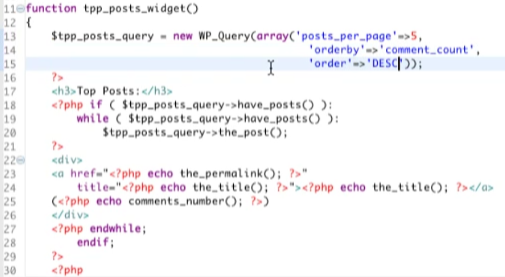 11 function tpp_posts_widget()
12 {
13 $tpp_posts_query = new WP_Query(array('posts_per_page'=>5,
14 'orderby'=>'comment_count',
15 'order'=>'DESC'));
16 ?>
17 <h3>Top Posts:</h3>
18 <?php if ( $tpp_posts_query->have_posts() ):
19 while ( $tpp_posts_query->have_posts() ):
20 $tpp_posts_query->the_post();
21 ?>
22 <div>
23 <a href="<?php echo the_permalink(); ?>"
24 title="<?php echo the_title(); ?>"><?php echo the_title(); ?></a>
25 (<?php echo comments_number(); ?>)
26 </div>
27 <?php endwhile;
28 endif;
29 ?>
30 <?php